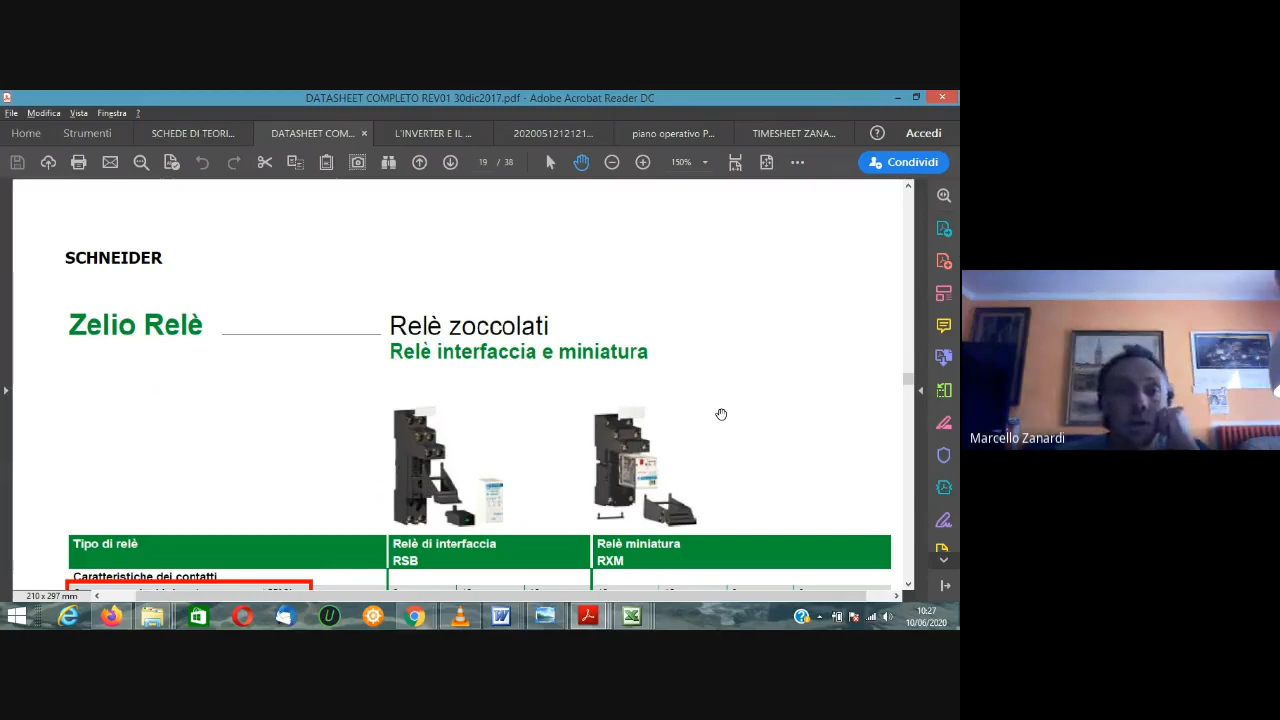 DATASHEET COMPLETO REV01 30dic2017.pdf - Adobe Acrobat Reader DC
File Modifica Vista Finestra ?
Home Strumenti SCHEDE DI TEORI... DATASHEET COM... × L'INVERTER E IL ... 2020051212121... piano operativo P... TIMESHEET ZANA... Accedi
19 / 38 150% Condividi
SCHNEIDER
Zelio Relè
Relè zoccolati
Relè interfaccia e miniatura
Tipo di relè Relè di interfaccia Relè miniatura
RSB RXM
Caratteristiche dei contatti
210 x 297 mm
Marcello Zanardi
10:27
10/06/2020